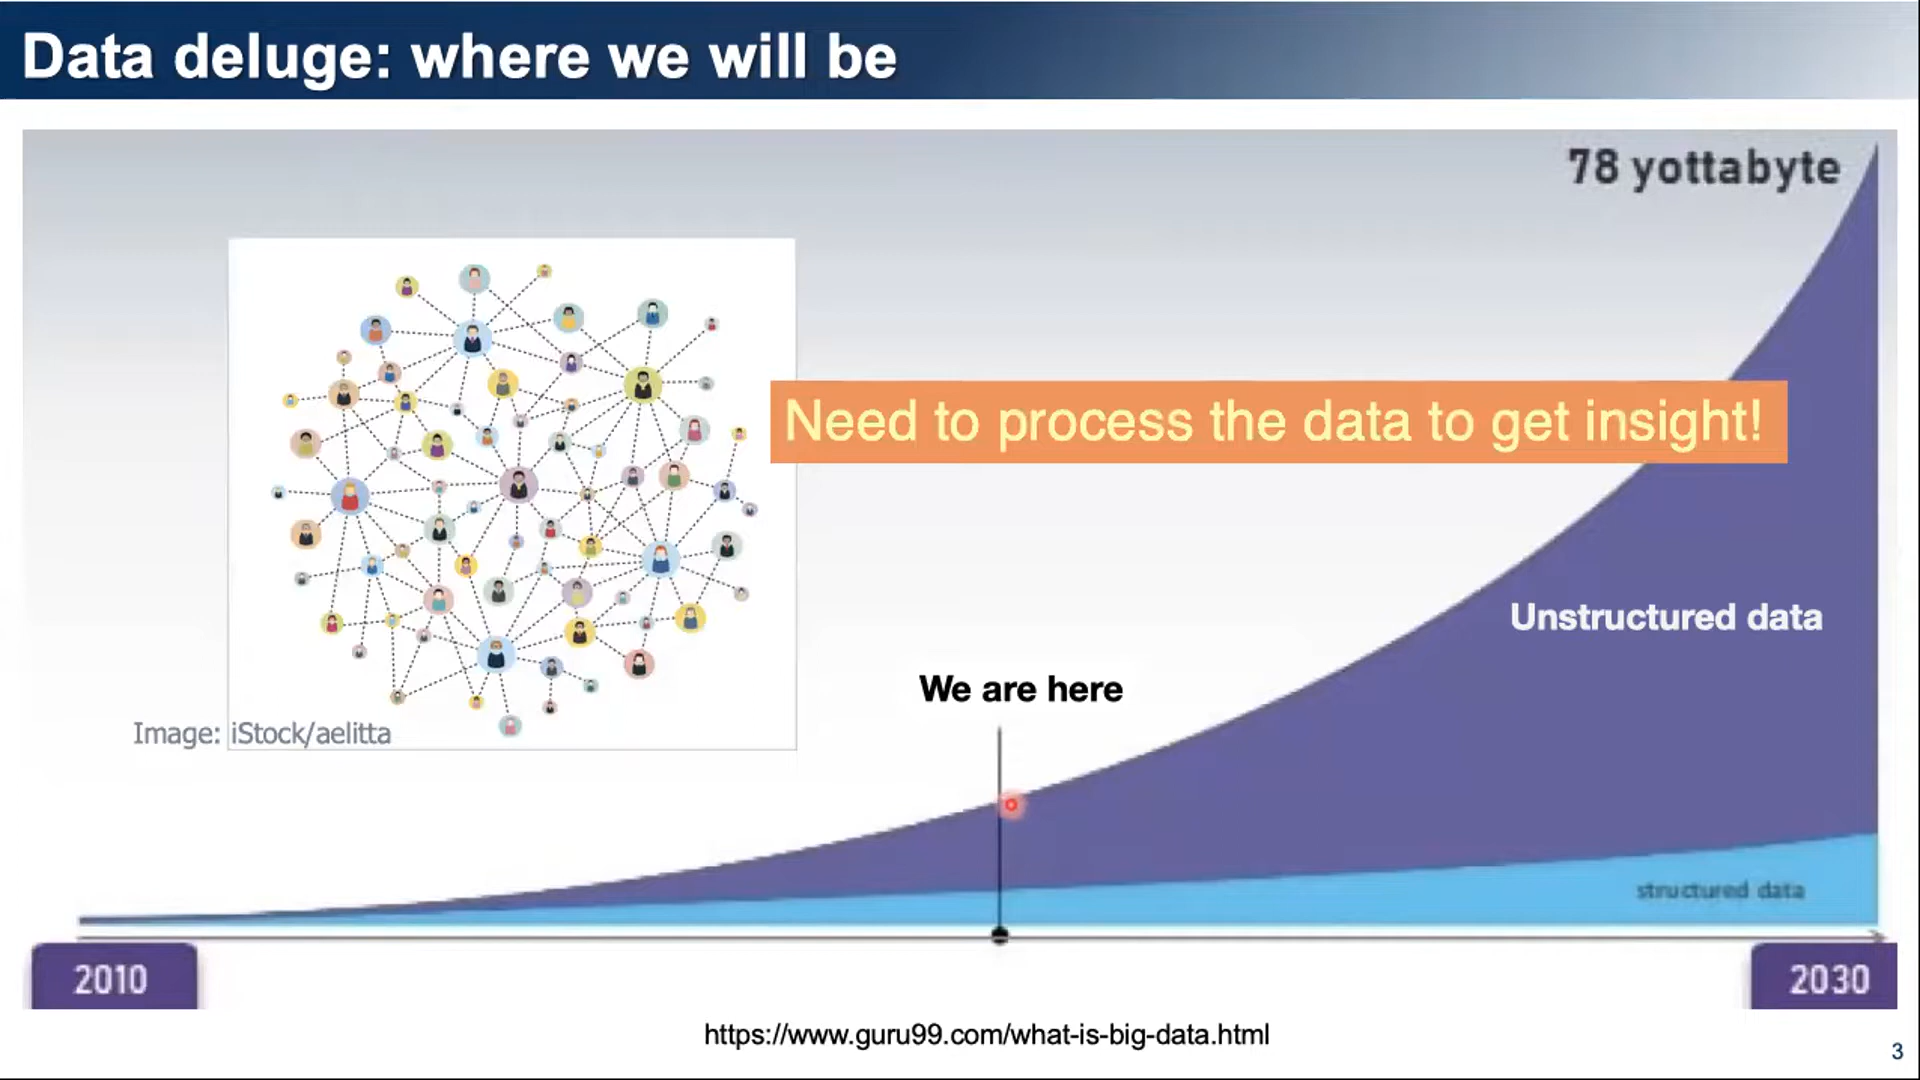 Data deluge: where we will be
78 yottabyte
Need to process the data to get insight!
Unstructured data
We are here
Image: iStock/aelitta
structured data
2010
2030
https://www.guru99.com/what-is-big-data.html
3